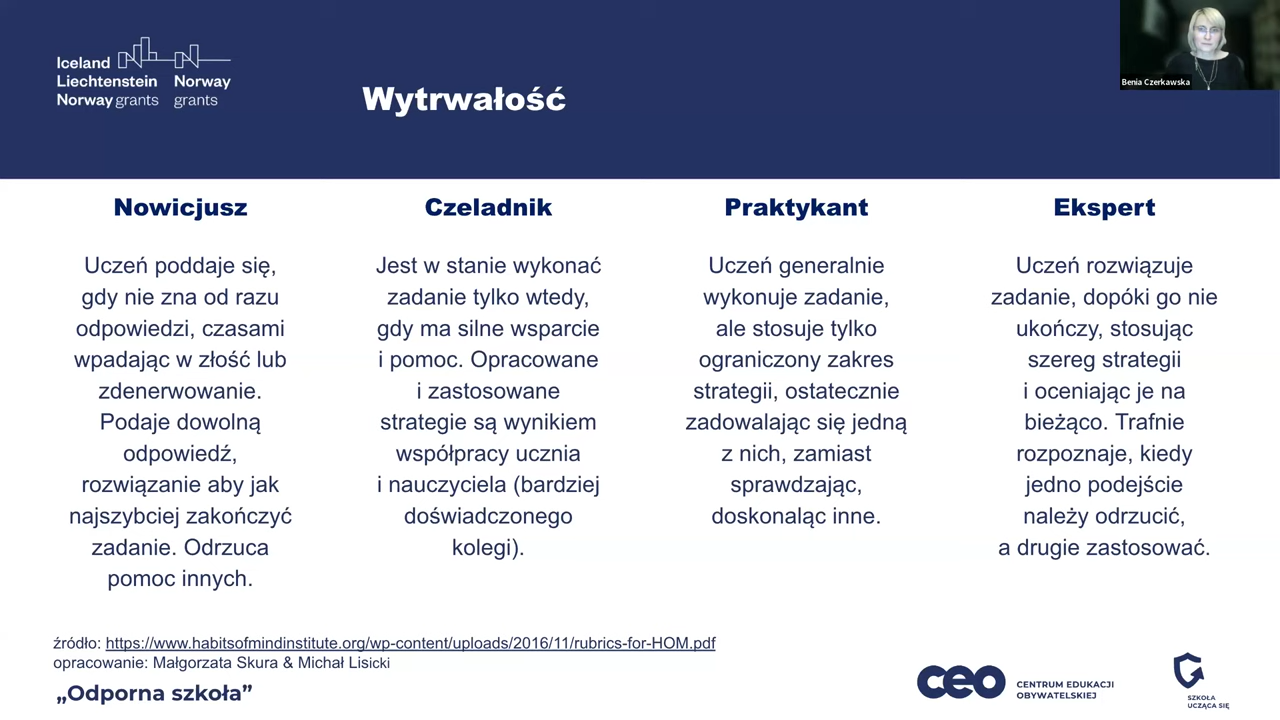 Iceland
Liechtenstein
Norway grants
Norway
grants
Wytrwałość
Benia Czerkawska
Nowicjusz
Uczeń poddaje się,
gdy nie zna od razu
odpowiedzi, czasami
wpadając w złość lub
zdenerwowanie.
Podaje dowolną
odpowiedź,
rozwiązanie aby jak
najszybciej zakończyć
zadanie. Odrzuca
pomoc innych.
Czeladnik
Jest w stanie wykonać
zadanie tylko wtedy,
gdy ma silne wsparcie
i pomoc. Opracowane
i zastosowane
strategie są wynikiem
współpracy ucznia
i nauczyciela (bardziej
doświadczonego
kolegi).
Praktykant
Uczeń generalnie
wykonuje zadanie,
ale stosuje tylko
ograniczony zakres
strategii, ostatecznie
zadowalając się jedną
z nich, zamiast
sprawdzając,
doskonaląc inne.
Ekspert
Uczeń rozwiązuje
zadanie, dopóki go nie
ukończy, stosując
szereg strategii
i oceniając je na
bieżąco. Trafnie
rozpoznaje, kiedy
jedno podejście
należy odrzucić,
a drugie zastosować.
źródło: https://www.habitsofmindinstitute.org/wp-content/uploads/2016/11/rubrics-for-HOM.pdf
opracowanie: Małgorzata Skura & Michał Lisicki
„Odporna szkoła”
ceo
CENTRUM EDUKACJI
OBYWATELSKIEJ
SZKOŁA
UCZĄCA SIĘ